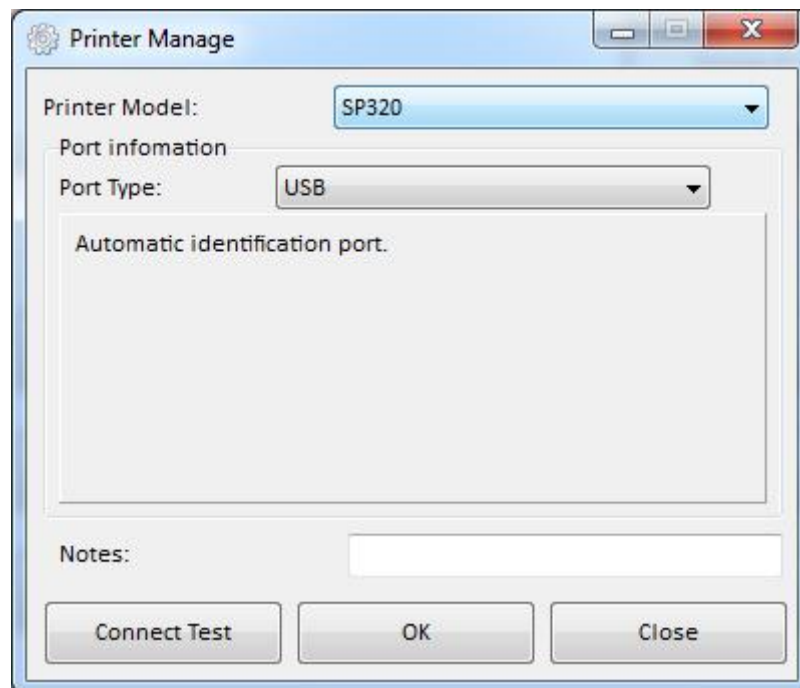 Printer Manage
Printer Model: SP320
Port infomation
Port Type: USB
Automatic identification port.
Notes:
Connect Test OK Close